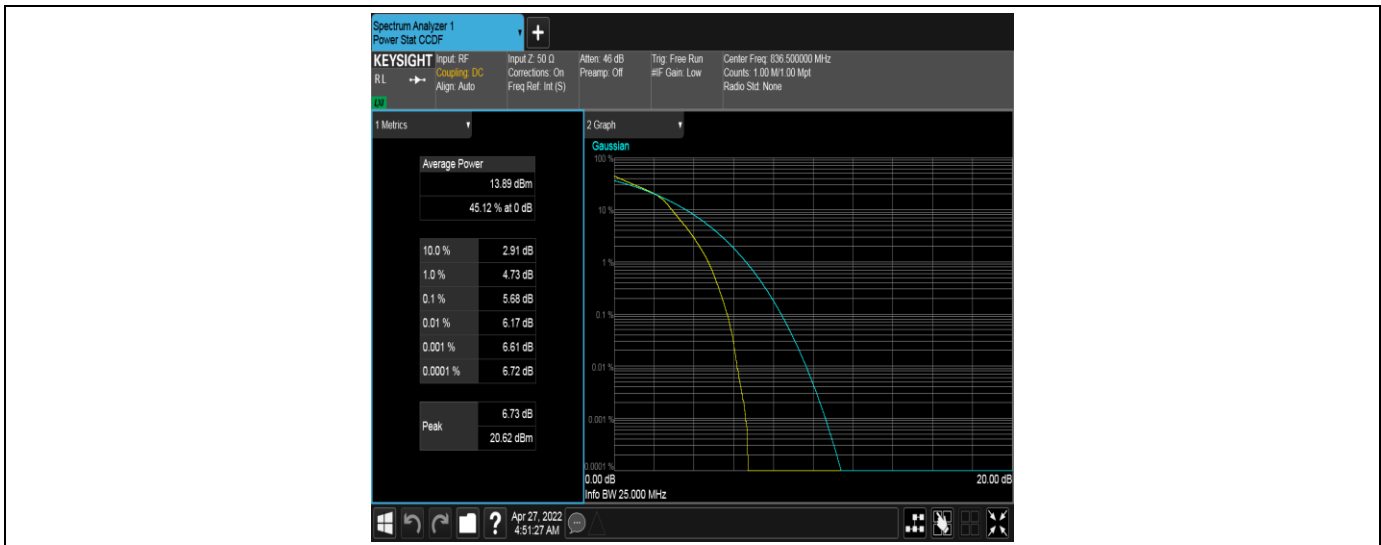 Spectrum Analyzer 1
Power Stat CCDF
+
KEYSIGHT Input: RF Input Z: 50 Ω Atten: 46 dB Trig: Free Run Center Freq: 836.500000 MHz
RL Coupling: DC Corrections: On Preamp: Off #IF Gain: Low Counts: 1.00 M/1.00 Mpt
Align: Auto Freq Ref: Int (S) Radio Std: None
LXI
1 Metrics
Average Power
13.89 dBm
45.12 % at 0 dB
10.0 % 2.91 dB
1.0 % 4.73 dB
0.1 % 5.68 dB
0.01 % 6.17 dB
0.001 % 6.61 dB
0.0001 % 6.72 dB
Peak 6.73 dB
20.62 dBm
2 Graph
Gaussian
100 %
10 %
1 %
0.1 %
0.01 %
0.001 %
0.0001 %
0.00 dB 20.00 dB
Info BW 25.000 MHz
? Apr 27, 2022
4:51:27 AM